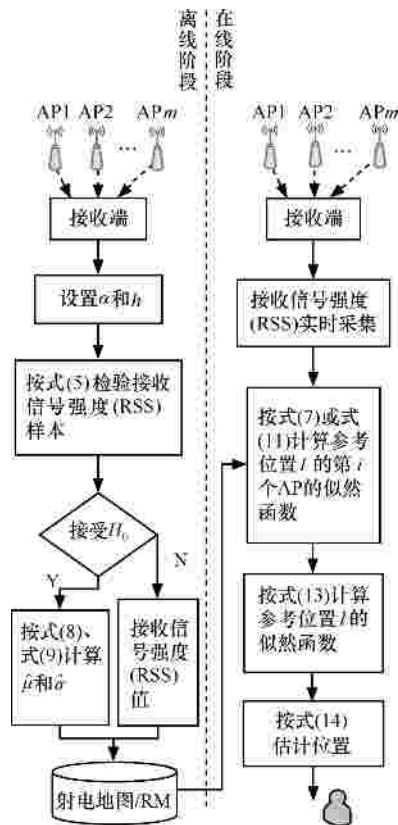 离线阶段
在线阶段
AP1 AP2 ... APm
接收端
设置α和h
按式(5)检验接收
信号强度(RSS)
样本
接受H₀
Y
N
按式(8)、
式(9)计算
μ̂和σ̂
接收信
号强度
(RSS)
值
射电地图/RM
AP1 AP2 ... APm
接收端
接收信号强度
(RSS)实时采集
按式(7)或式
(11)计算参考
位置l的第i
个AP的似然
函数
按式(13)计算
参考位置l的
似然函数
按式(14)
估计位置